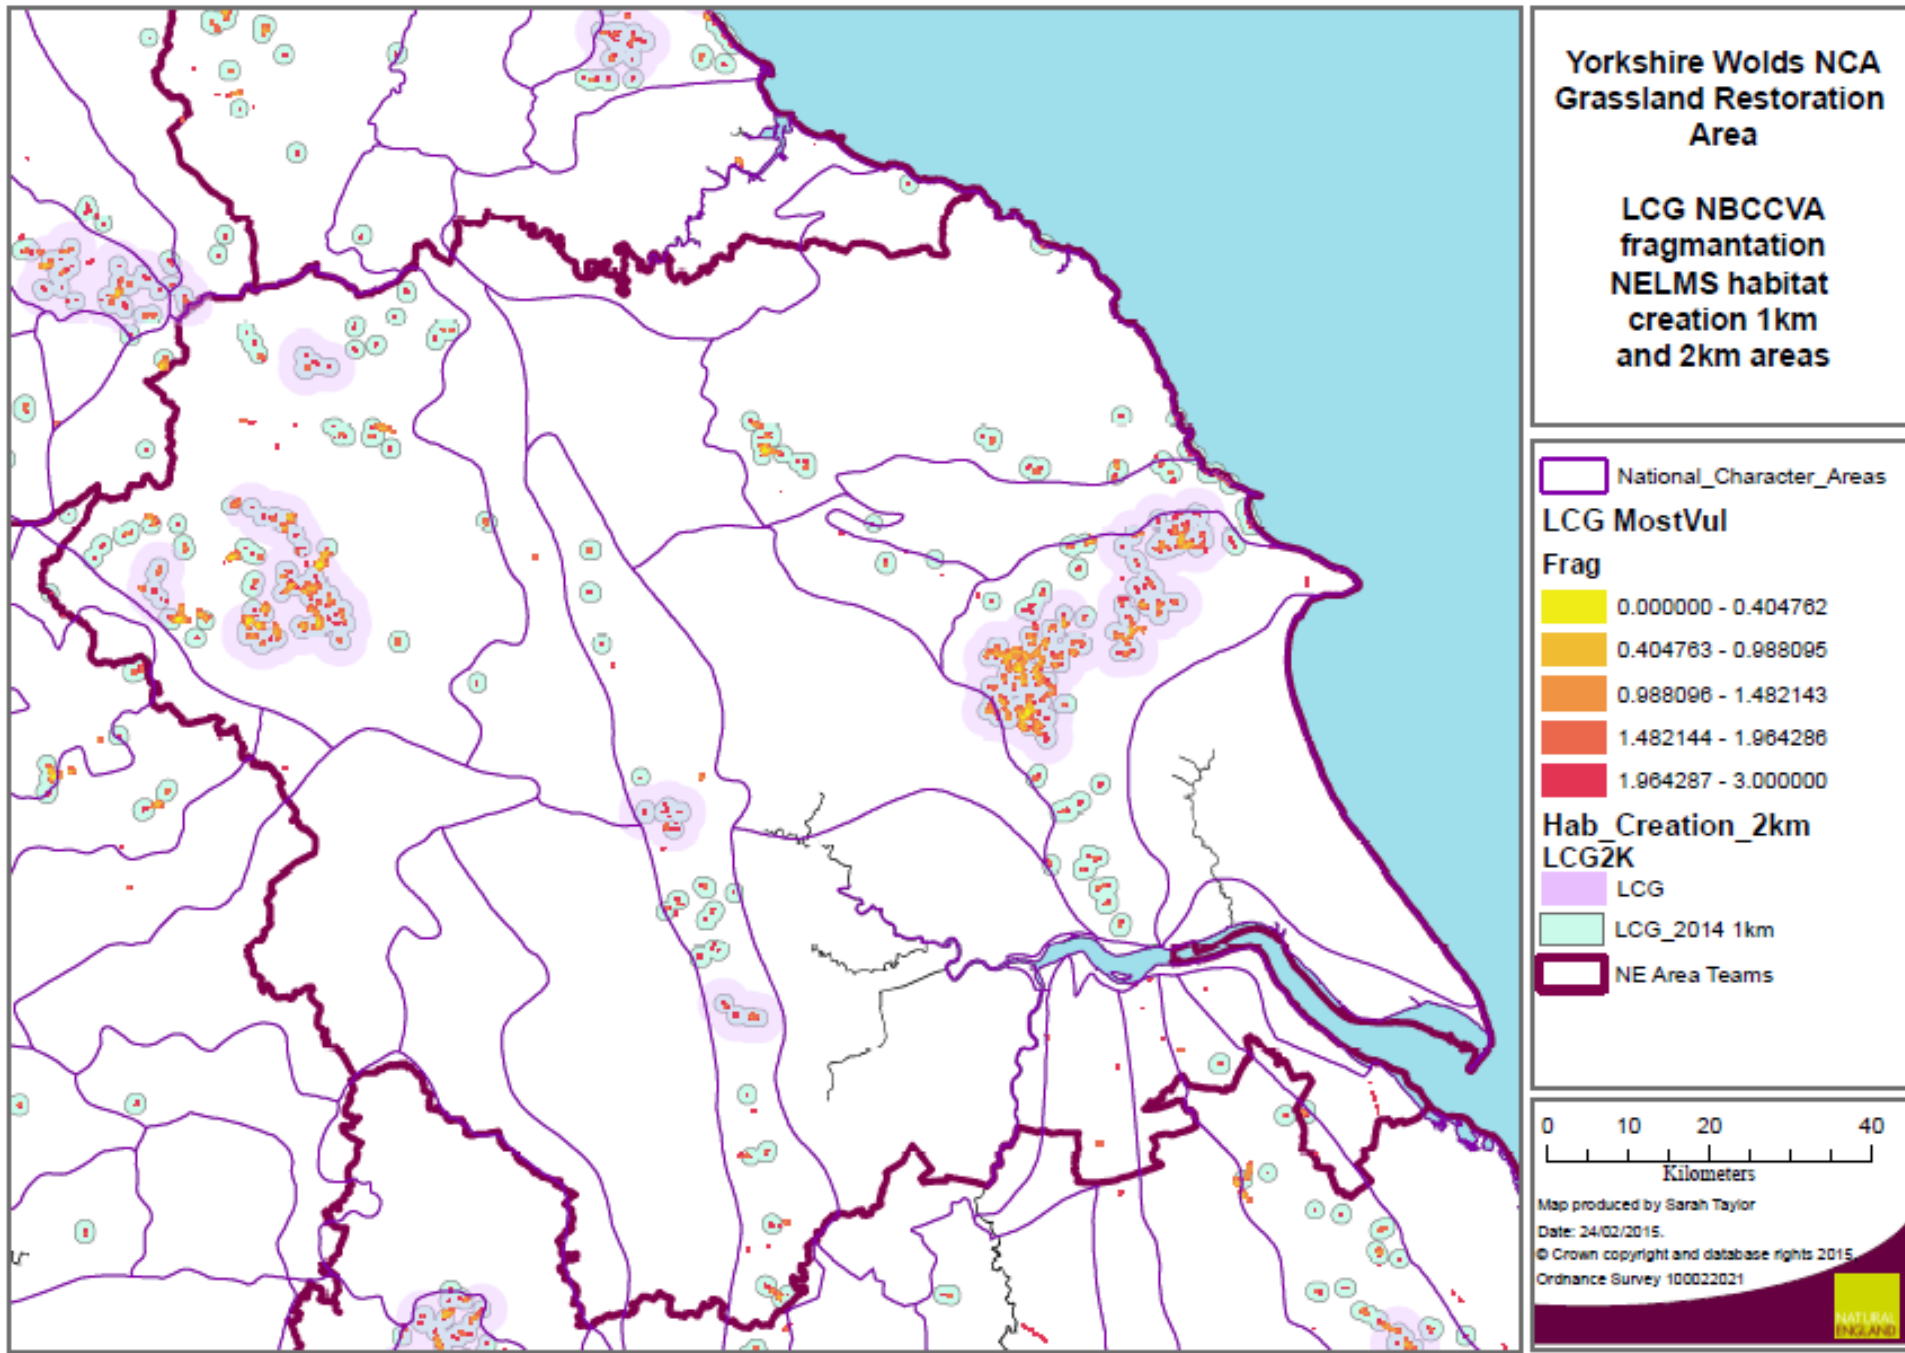 Yorkshire Wolds NCA
Grassland Restoration
Area
LCG NBCCVA
fragmantation
NELMS habitat
creation 1km
and 2km areas
National_Character_Areas
LCG MostVul
Frag
0.000000 - 0.404762
0.404763 - 0.988095
0.988096 - 1.482143
1.482144 - 1.964286
1.964287 - 3.000000
Hab_Creation_2km
LCG2K
LCG
LCG_2014 1km
NE Area Teams
0 10 20 40
Kilometers
Map produced by Sarah Taylor
Date: 24/02/2015.
© Crown copyright and database rights 2015.
Ordnance Survey 100022021
NATURAL
ENGLAND